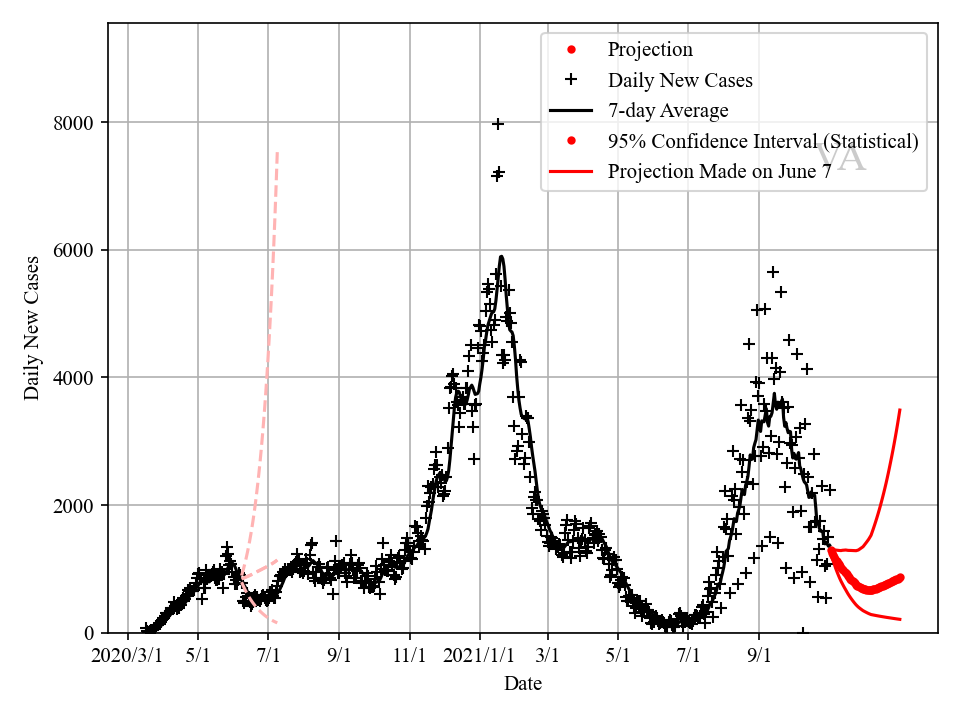 Projection
Daily New Cases
7-day Average
95% Confidence Interval (Statistical)
Projection Made on June 7
VA
Daily New Cases
8000
6000
4000
2000
0
2020/3/1 5/1 7/1 9/1 11/1 2021/1/1 3/1 5/1 7/1 9/1
Date